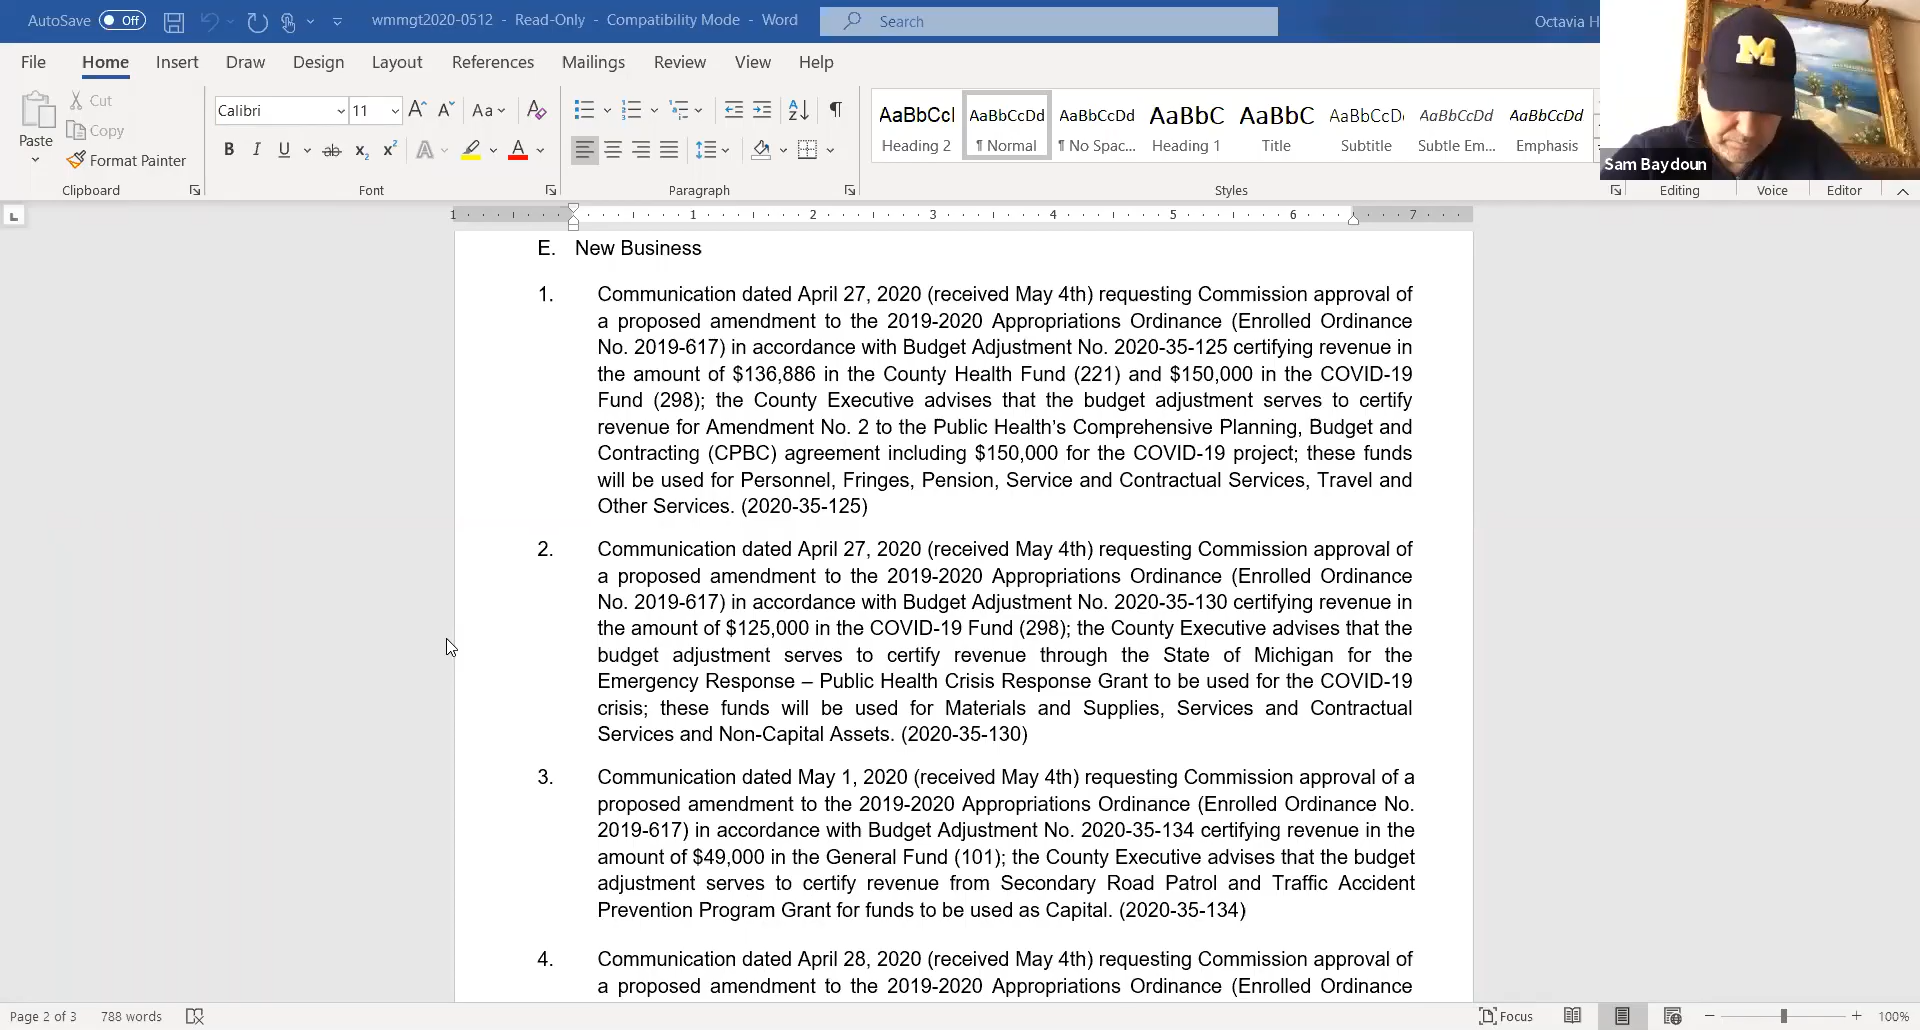 AutoSave Off wmmgt2020-0512 - Read-Only - Compatibility Mode - Word Search Octavia H
File Home Insert Draw Design Layout References Mailings Review View Help
Cut
Copy
Paste
Format Painter
Clipboard
Calibri 11
Font
Paragraph
AaBbCcI AaBbCcDd AaBbCcDd AaBbC AaBbC AaBbCcD AaBbCcDd AaBbCcDd
Heading 2 ¶ Normal ¶ No Spac... Heading 1 Title Subtitle Subtle Em... Emphasis
Styles
Editing Voice Editor
M
Sam Baydoun
1 1 2 3 4 5 6 7
E. New Business
1. Communication dated April 27, 2020 (received May 4th) requesting Commission approval of
a proposed amendment to the 2019-2020 Appropriations Ordinance (Enrolled Ordinance
No. 2019-617) in accordance with Budget Adjustment No. 2020-35-125 certifying revenue in
the amount of $136,886 in the County Health Fund (221) and $150,000 in the COVID-19
Fund (298); the County Executive advises that the budget adjustment serves to certify
revenue for Amendment No. 2 to the Public Health’s Comprehensive Planning, Budget and
Contracting (CPBC) agreement including $150,000 for the COVID-19 project; these funds
will be used for Personnel, Fringes, Pension, Service and Contractual Services, Travel and
Other Services. (2020-35-125)
2. Communication dated April 27, 2020 (received May 4th) requesting Commission approval of
a proposed amendment to the 2019-2020 Appropriations Ordinance (Enrolled Ordinance
No. 2019-617) in accordance with Budget Adjustment No. 2020-35-130 certifying revenue in
the amount of $125,000 in the COVID-19 Fund (298); the County Executive advises that the
budget adjustment serves to certify revenue through the State of Michigan for the
Emergency Response – Public Health Crisis Response Grant to be used for the COVID-19
crisis; these funds will be used for Materials and Supplies, Services and Contractual
Services and Non-Capital Assets. (2020-35-130)
3. Communication dated May 1, 2020 (received May 4th) requesting Commission approval of a
proposed amendment to the 2019-2020 Appropriations Ordinance (Enrolled Ordinance No.
2019-617) in accordance with Budget Adjustment No. 2020-35-134 certifying revenue in the
amount of $49,000 in the General Fund (101); the County Executive advises that the budget
adjustment serves to certify revenue from Secondary Road Patrol and Traffic Accident
Prevention Program Grant for funds to be used as Capital. (2020-35-134)
4. Communication dated April 28, 2020 (received May 4th) requesting Commission approval of
a proposed amendment to the 2019-2020 Appropriations Ordinance (Enrolled Ordinance
Page 2 of 3 788 words Focus 100%